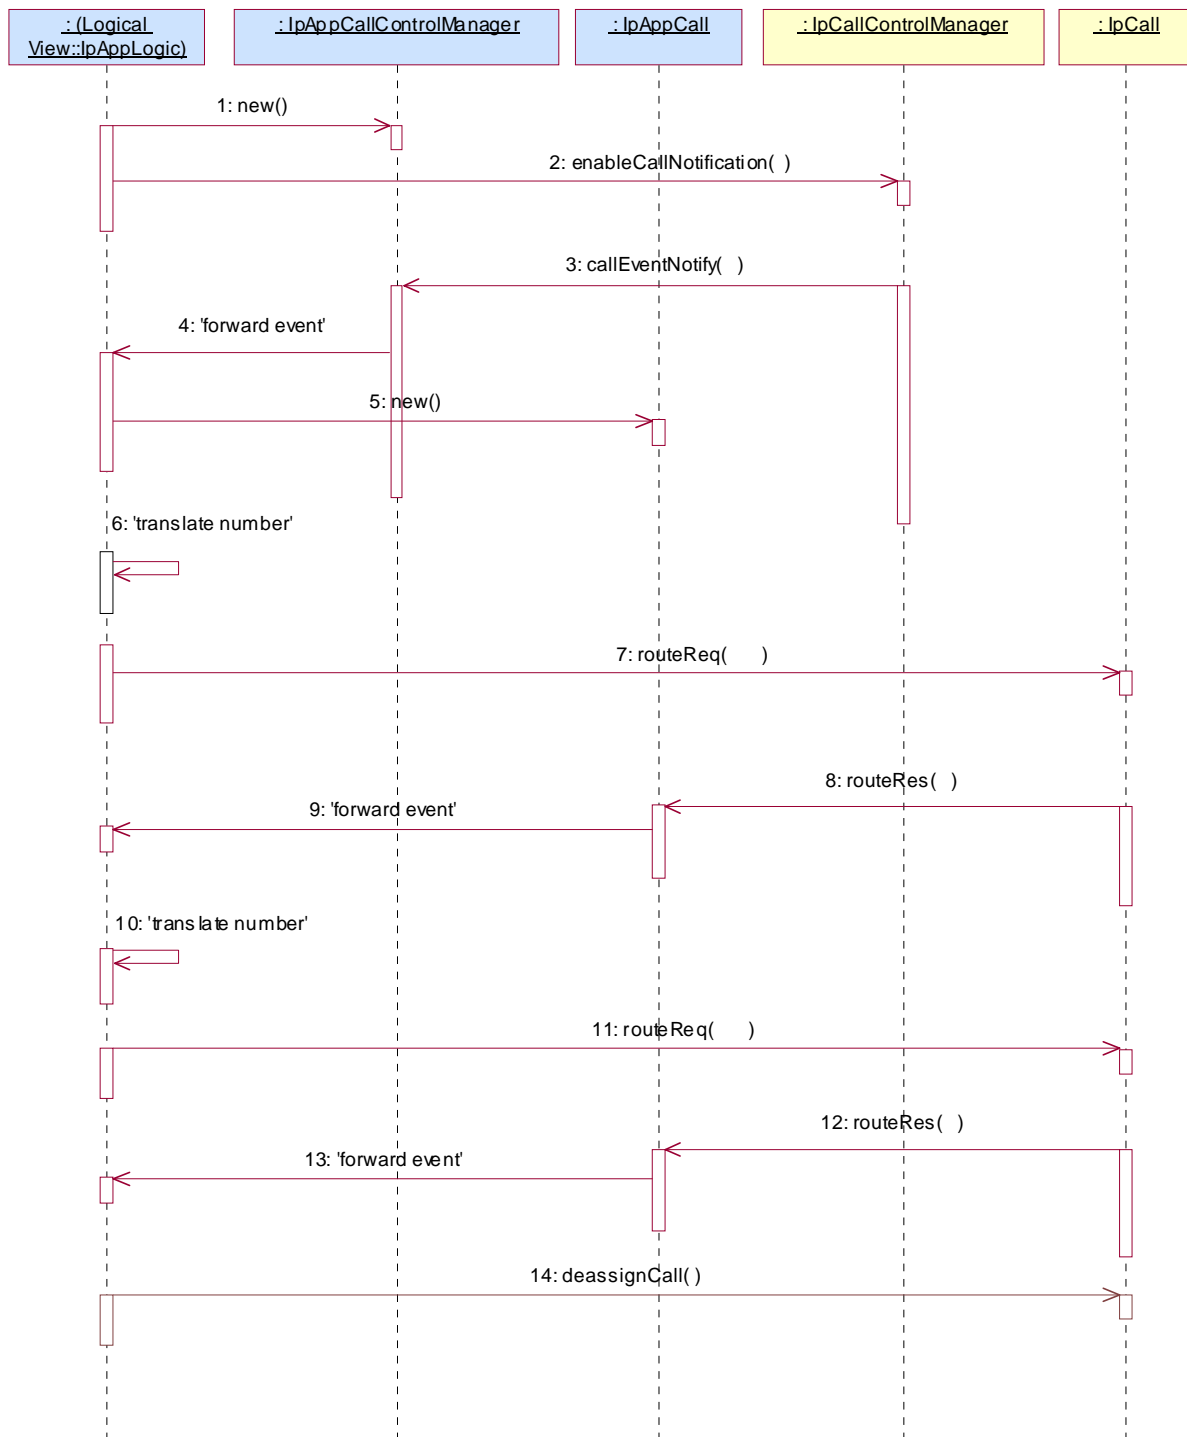 : (Logical
View::IpAppLogic)
: IpAppCallControlManager
: IpAppCall
: IpCallControlManager
: IpCall
1: new()
2: enableCallNotification( )
3: callEventNotify( )
4: 'forward event'
5: new()
6: 'translate number'
7: routeReq( )
8: routeRes( )
9: 'forward event'
10: 'translate number'
11: routeReq( )
12: routeRes( )
13: 'forward event'
14: deassignCall( )